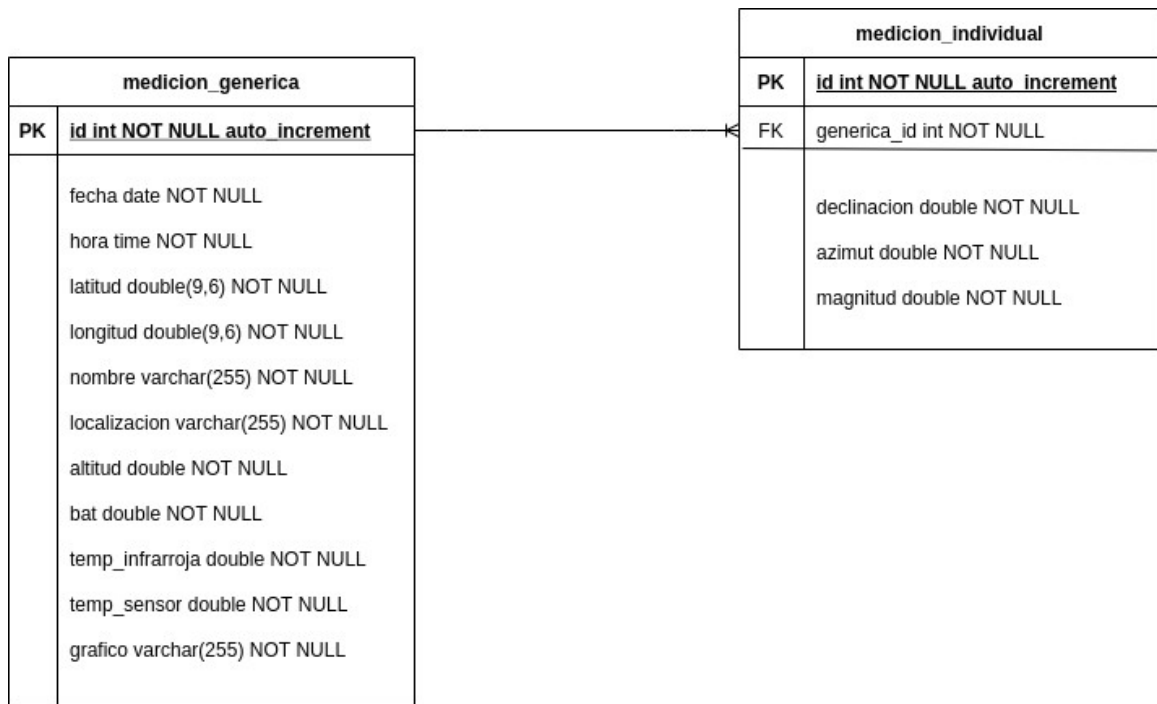 medicion_generica
PK id int NOT NULL auto_increment
fecha date NOT NULL
hora time NOT NULL
latitud double(9,6) NOT NULL
longitud double(9,6) NOT NULL
nombre varchar(255) NOT NULL
localizacion varchar(255) NOT NULL
altitud double NOT NULL
bat double NOT NULL
temp_infrarroja double NOT NULL
temp_sensor double NOT NULL
grafico varchar(255) NOT NULL
medicion_individual
PK id int NOT NULL auto_increment
FK generica_id int NOT NULL
declinacion double NOT NULL
azimut double NOT NULL
magnitud double NOT NULL